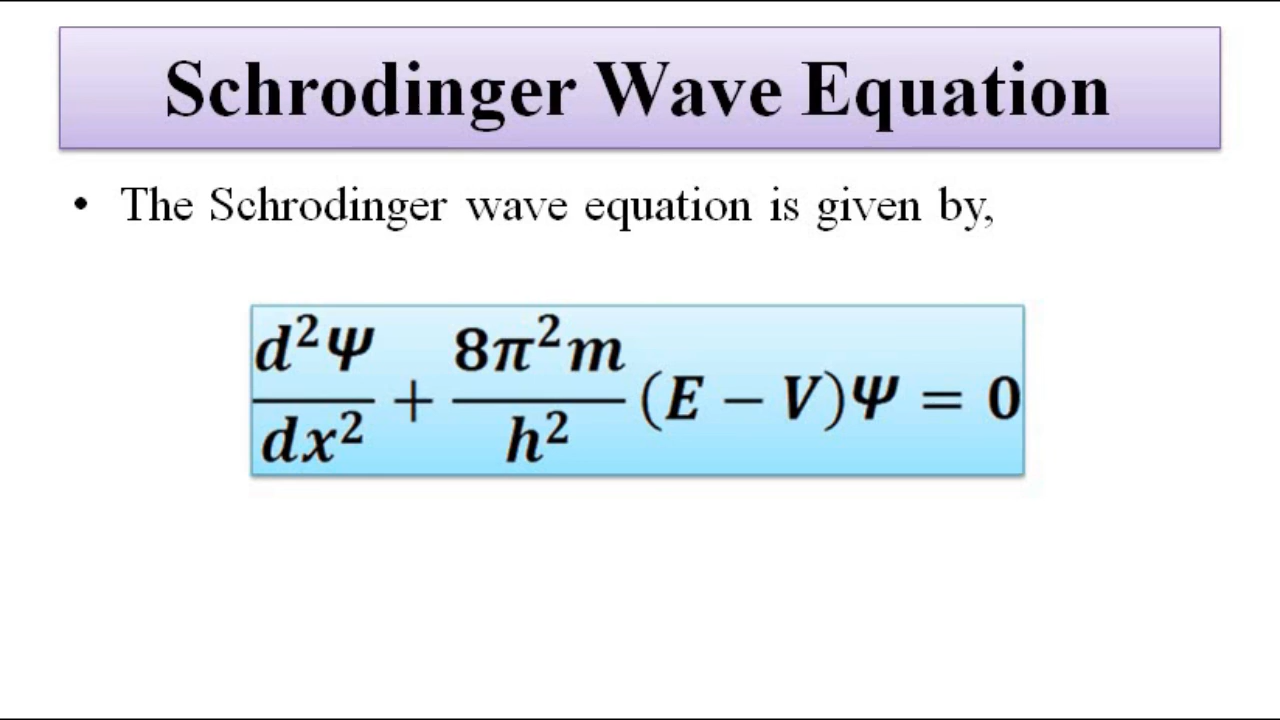 Schrodinger Wave Equation
• The Schrodinger wave equation is given by,
d²Ψ/dx² + 8π²m/h² (E − V)Ψ = 0